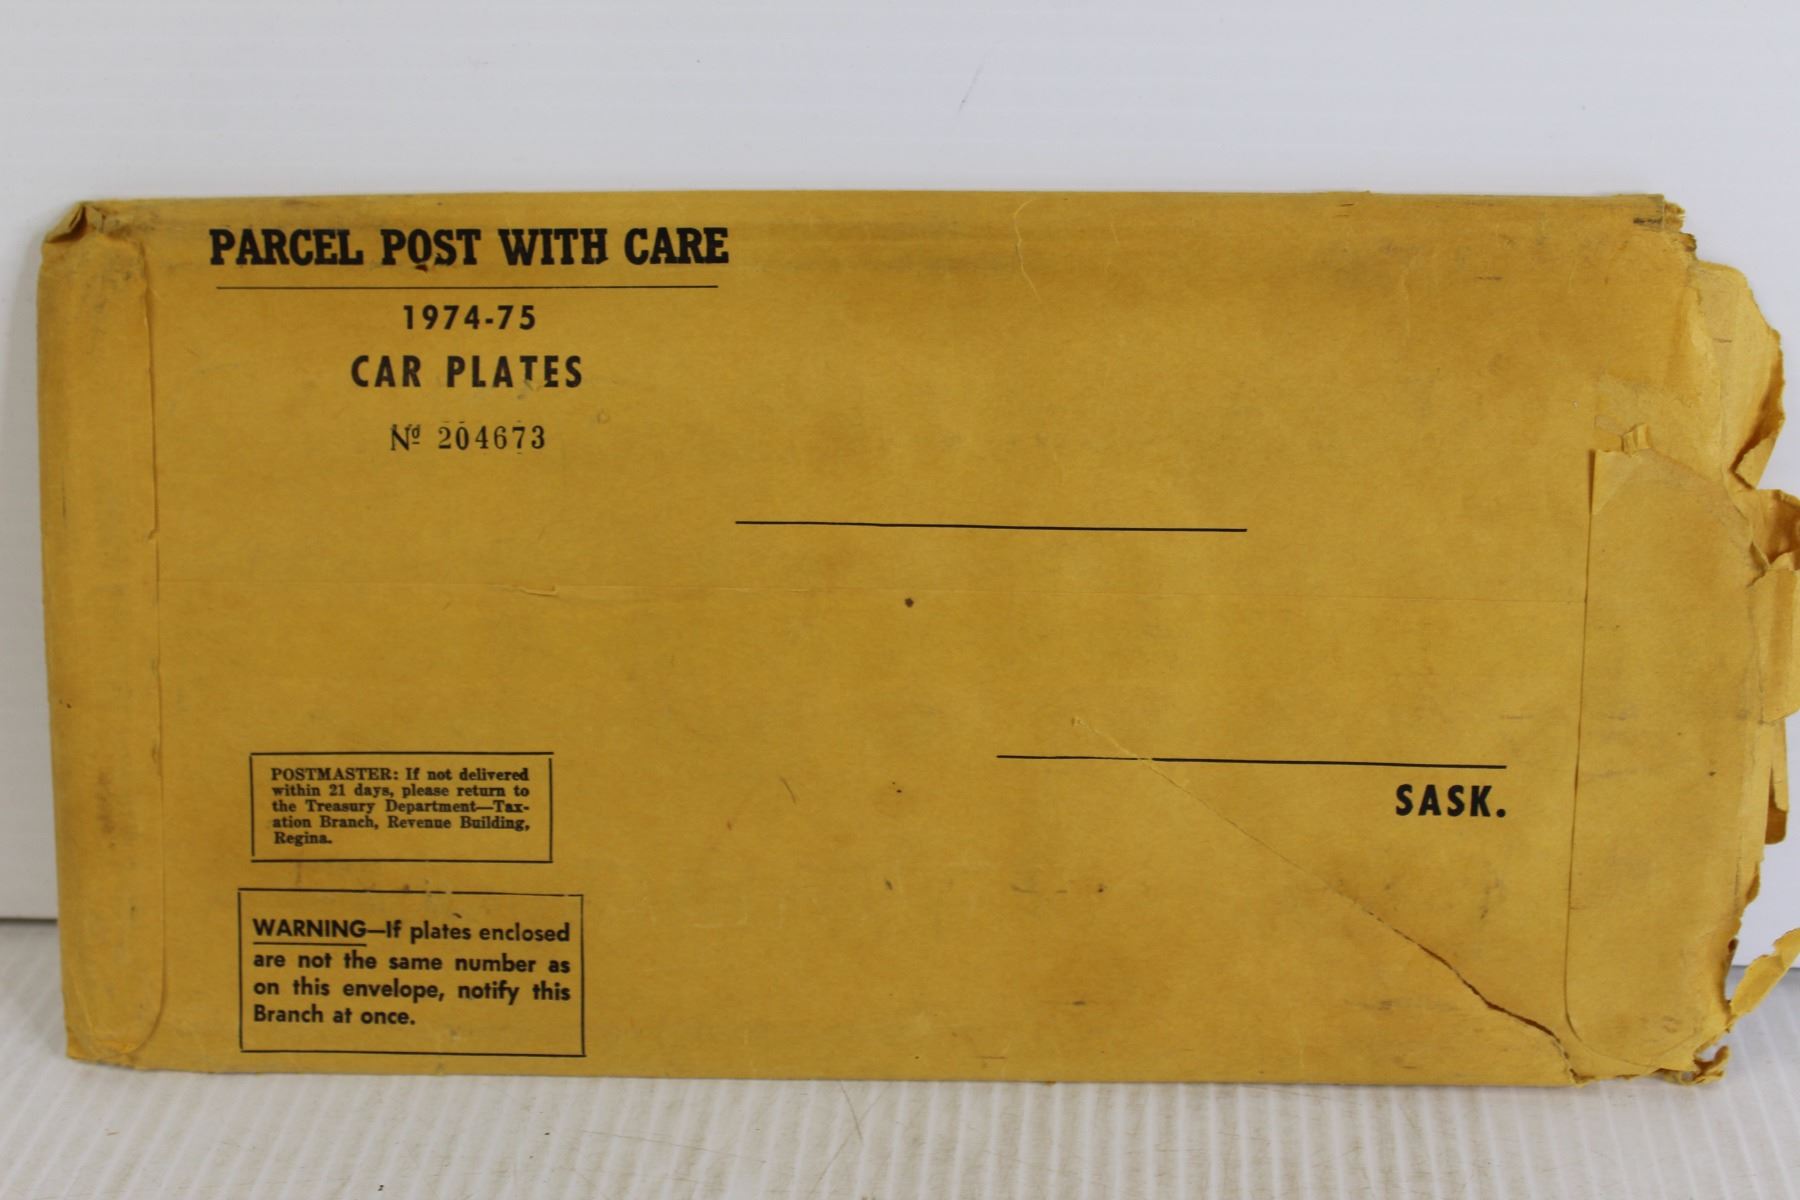 PARCEL POST WITH CARE
1974-75
CAR PLATES
Nº 204673
SASK.
POSTMASTER: If not delivered
within 21 days, please return to
the Treasury Department—Tax-
ation Branch, Revenue Building,
Regina.
WARNING—If plates enclosed
are not the same number as
on this envelope, notify this
Branch at once.